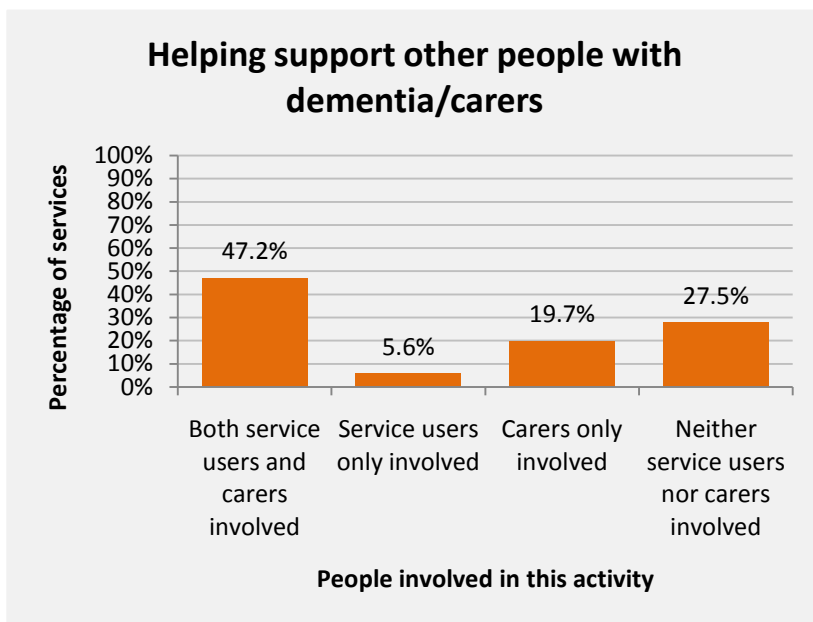 Helping support other people with
dementia/carers
Percentage of services
100%
90%
80%
70%
60%
50%
40%
30%
20%
10%
0%
47.2%
5.6%
19.7%
27.5%
Both service
users and
carers
involved
Service users
only involved
Carers only
involved
Neither
service users
nor carers
involved
People involved in this activity